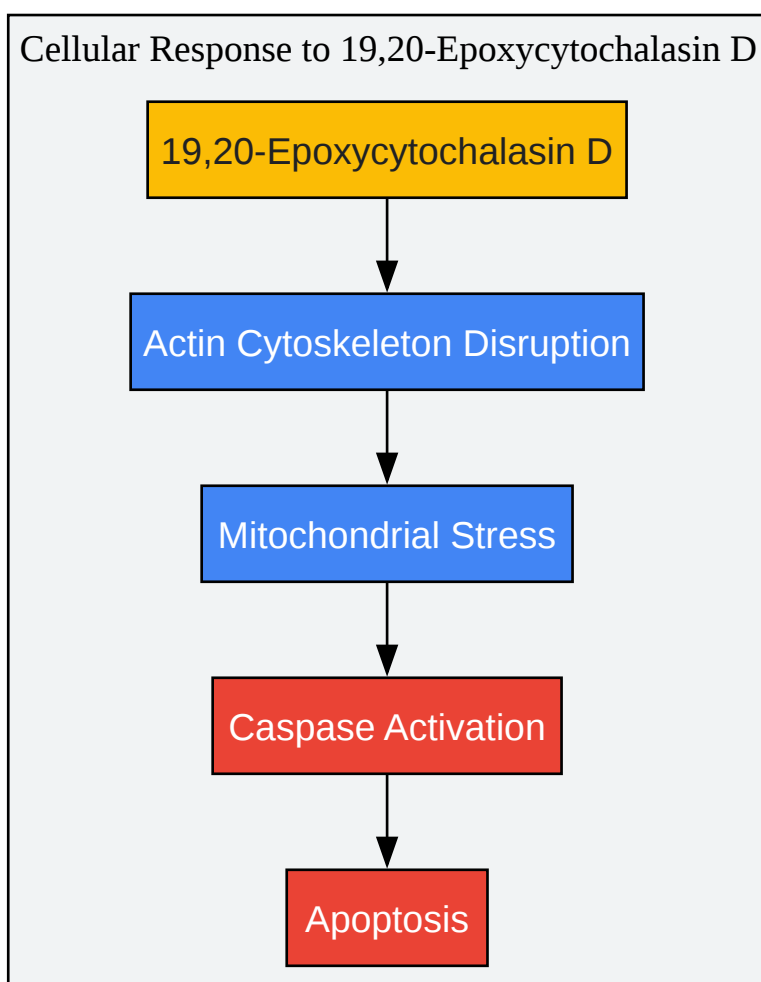 Cellular Response to 19,20-Epoxycytochalasin D
19,20-Epoxycytochalasin D
Actin Cytoskeleton Disruption
Mitochondrial Stress
Caspase Activation
Apoptosis